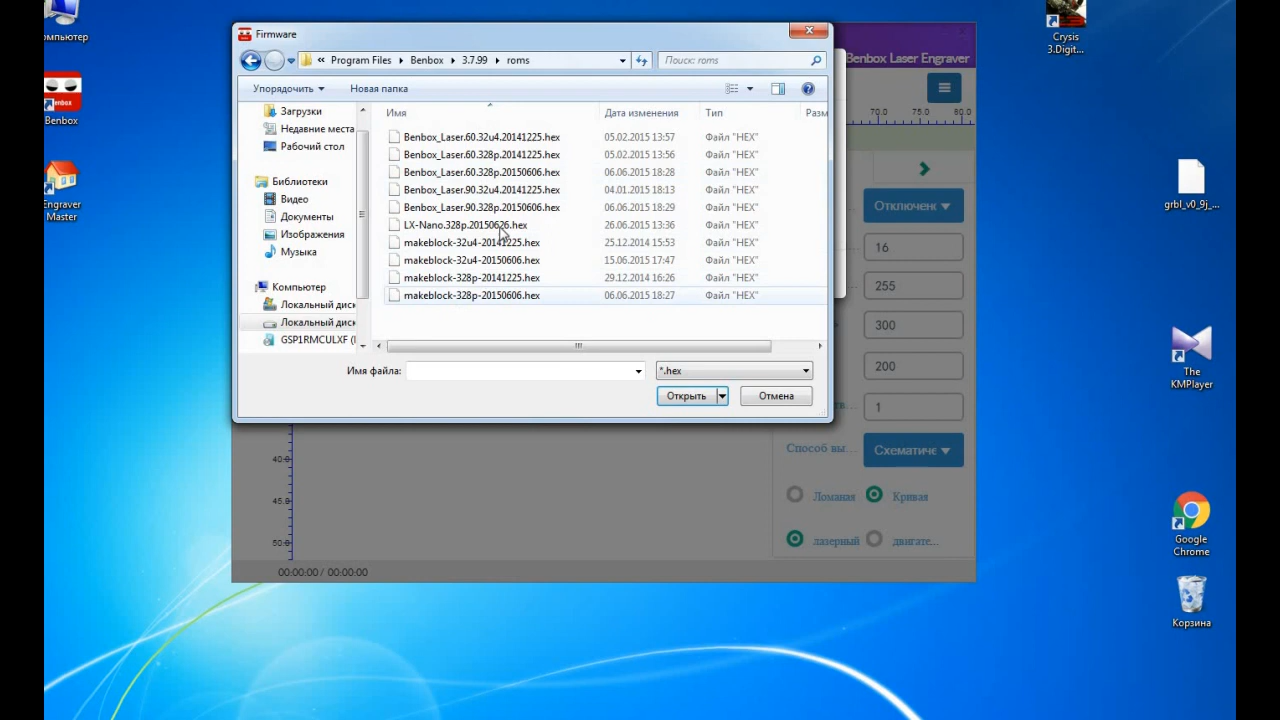 омпьютер
Benbox
Engraver
Master
Crysis
3.Digit...
grbl_v0_9j_...
The
KMPlayer
Google
Chrome
Корзина
Firmware
« Program Files Benbox 3.7.99 roms
Поиск: roms
Упорядочить
Новая папка
Загрузки
Недавние места
Рабочий стол
Библиотеки
Видео
Документы
Изображения
Музыка
Компьютер
Локальный диск
Локальный диск
GSP1RMCULXF (
Имя Дата изменения Тип Разм
Benbox_Laser.60.32u4.20141225.hex 05.02.2015 13:57 Файл "HEX"
Benbox_Laser.60.328p.20141225.hex 05.02.2015 13:56 Файл "HEX"
Benbox_Laser.60.328p.20150606.hex 06.06.2015 18:28 Файл "HEX"
Benbox_Laser.90.32u4.20141225.hex 04.01.2015 18:13 Файл "HEX"
Benbox_Laser.90.328p.20150606.hex 06.06.2015 18:29 Файл "HEX"
LX-Nano.328p.20150626.hex 26.06.2015 13:36 Файл "HEX"
makeblock-32u4-20141225.hex 25.12.2014 15:53 Файл "HEX"
makeblock-32u4-20150606.hex 15.06.2015 17:47 Файл "HEX"
makeblock-328p-20141225.hex 29.12.2014 16:26 Файл "HEX"
makeblock-328p-20150606.hex 06.06.2015 18:27 Файл "HEX"
Имя файла:
*.hex
Открыть
Отмена
Benbox Laser Engraver
70.0 75.0 80.0
Отключен
16
255
300
200
1
Способ вы...
Схематиче
Ломаная Кривая
лазерный двигате...
40.0
45.0
50.0
00:00:00 / 00:00:00